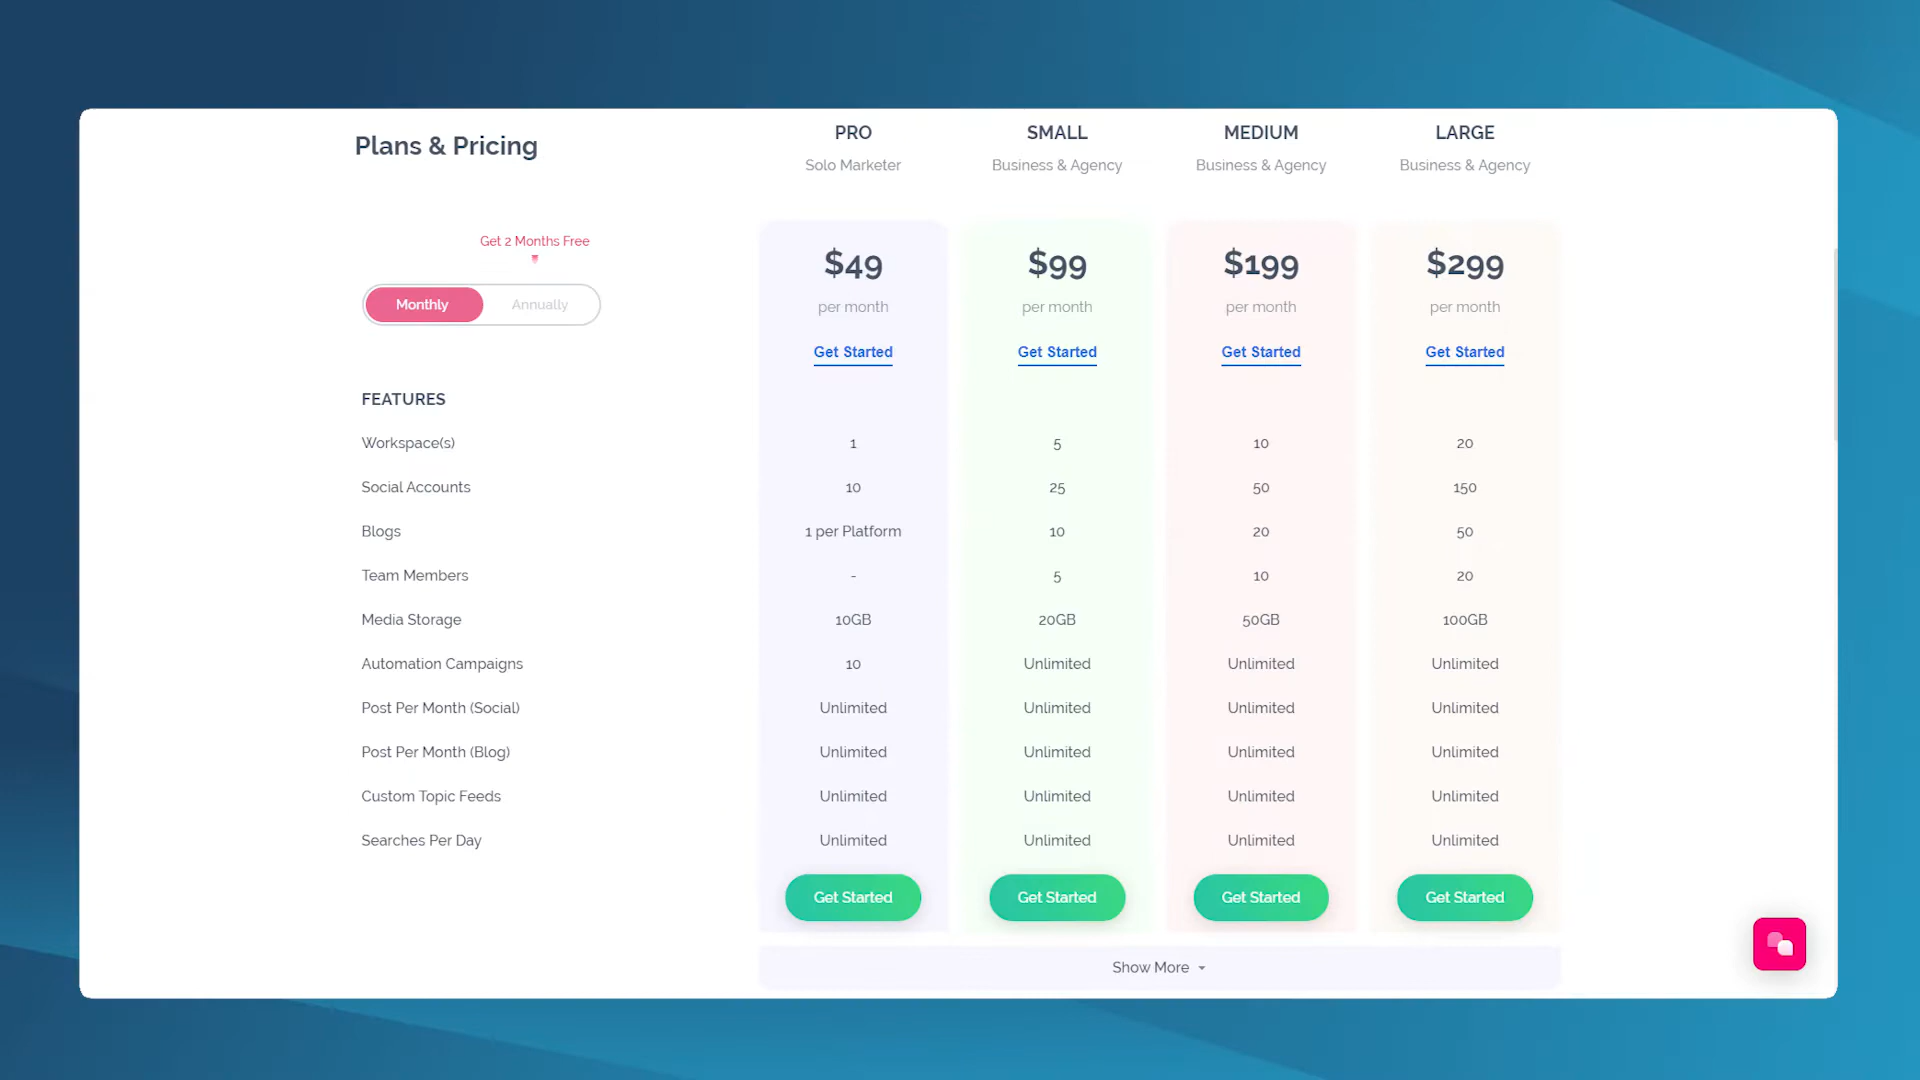 Plans & Pricing
PRO SMALL MEDIUM LARGE
Solo Marketer Business & Agency Business & Agency Business & Agency
Get 2 Months Free
$49 $99 $199 $299
Monthly Annually per month per month per month per month
Get Started Get Started Get Started Get Started
FEATURES
Workspace(s) 1 5 10 20
Social Accounts 10 25 50 150
Blogs 1 per Platform 10 20 50
Team Members - 5 10 20
Media Storage 10GB 20GB 50GB 100GB
Automation Campaigns 10 Unlimited Unlimited Unlimited
Post Per Month (Social) Unlimited Unlimited Unlimited Unlimited
Post Per Month (Blog) Unlimited Unlimited Unlimited Unlimited
Custom Topic Feeds Unlimited Unlimited Unlimited Unlimited
Searches Per Day Unlimited Unlimited Unlimited Unlimited
Get Started Get Started Get Started Get Started
Show More